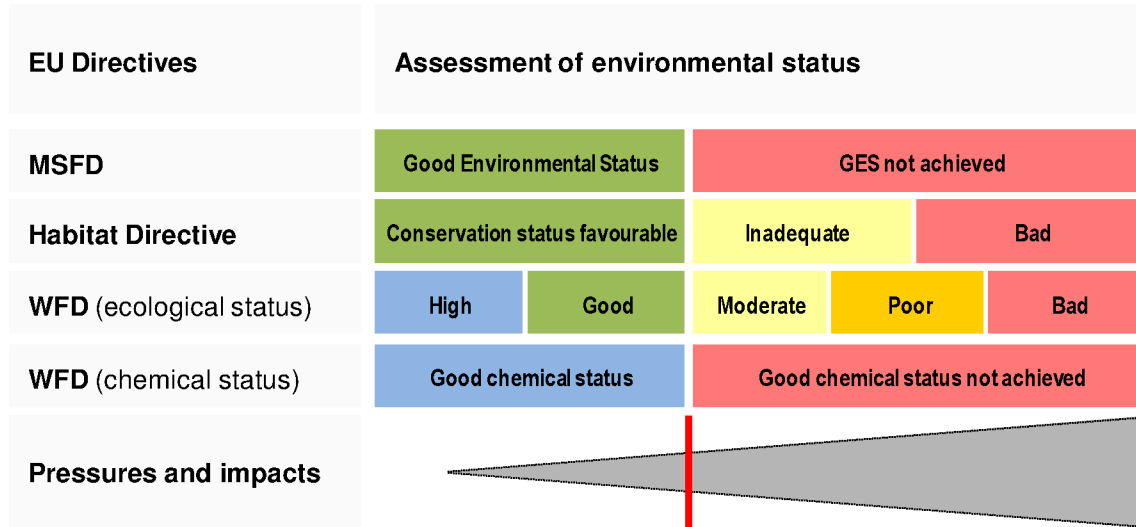 EU Directives
Assessment of environmental status
MSFD
Good Environmental Status
GES not achieved
Habitat Directive
Conservation status favourable
Inadequate
Bad
WFD (ecological status)
High
Good
Moderate
Poor
Bad
WFD (chemical status)
Good chemical status
Good chemical status not achieved
Pressures and impacts